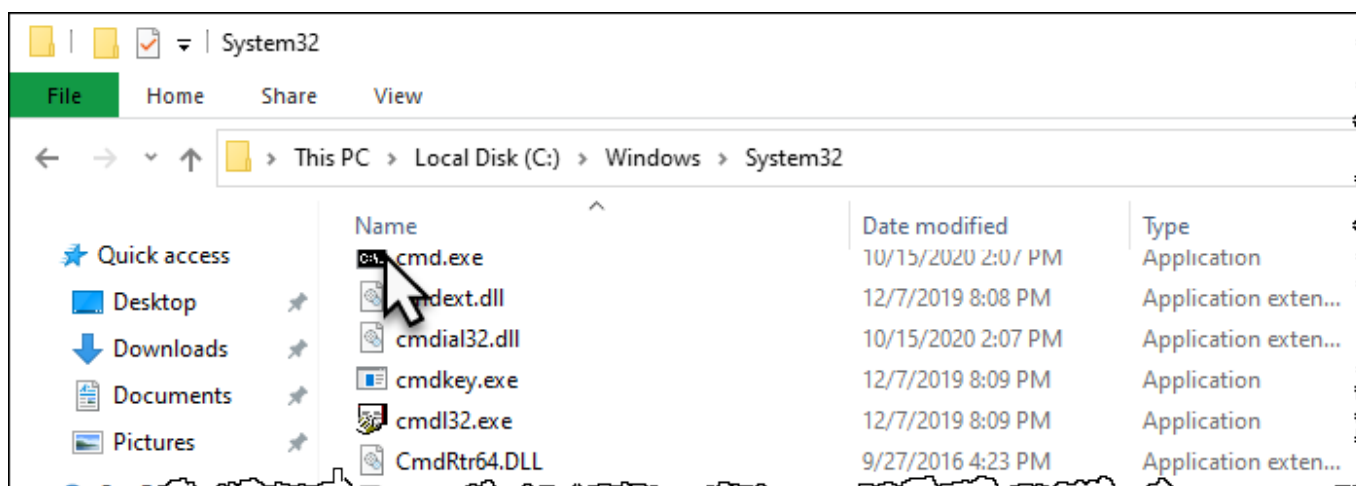 System32
File Home Share View
This PC > Local Disk (C:) > Windows > System32
Name Date modified Type
Quick access
cmd.exe 10/15/2020 2:07 PM Application
Desktop
dext.dll 12/7/2019 8:08 PM Application exten...
cmdial32.dll 10/15/2020 2:07 PM Application exten...
Downloads
cmdkey.exe 12/7/2019 8:09 PM Application
Documents
cmdl32.exe 12/7/2019 8:09 PM Application
Pictures
CmdRtr64.DLL 9/27/2016 4:23 PM Application exten...